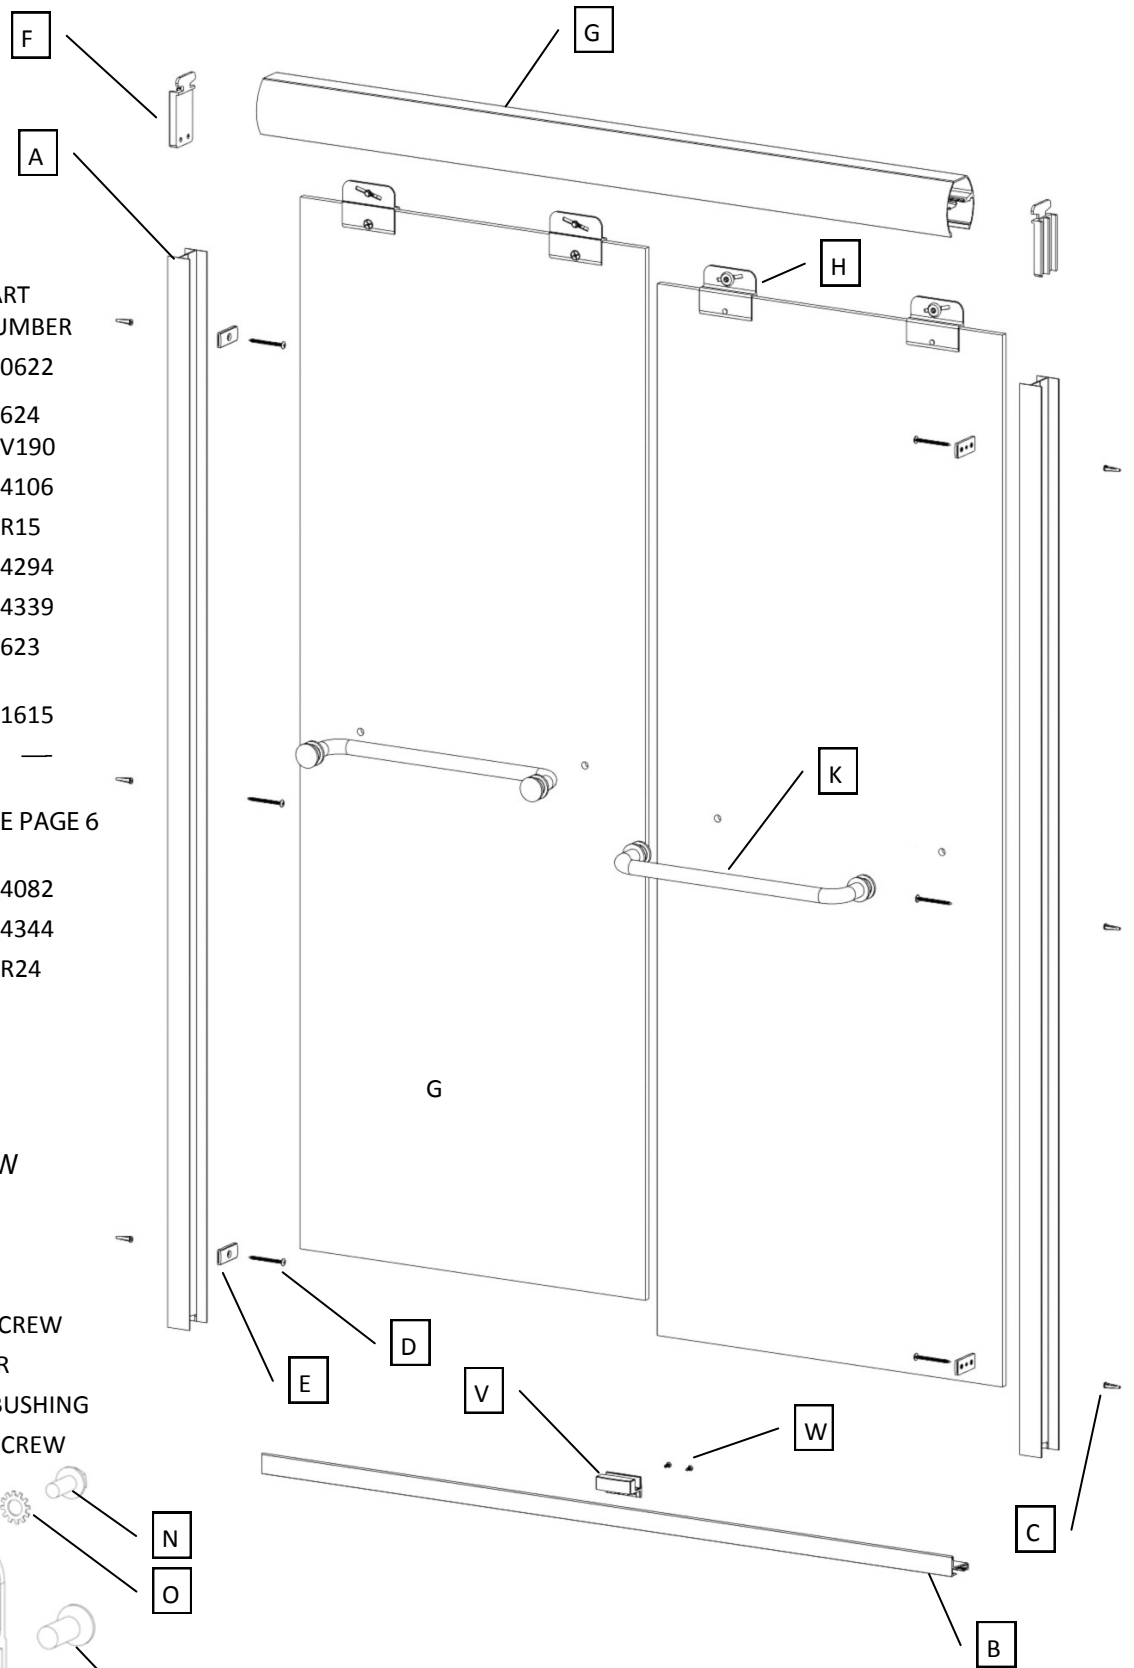 F
G
A
H
ART
UMBER
0622
624
V190
4106
R15
4294
4339
623
1615
—
E PAGE 6
4082
4344
R24
K
G
W
CREW
R
BUSHING
CREW
D
E
V
W
N
O
C
B